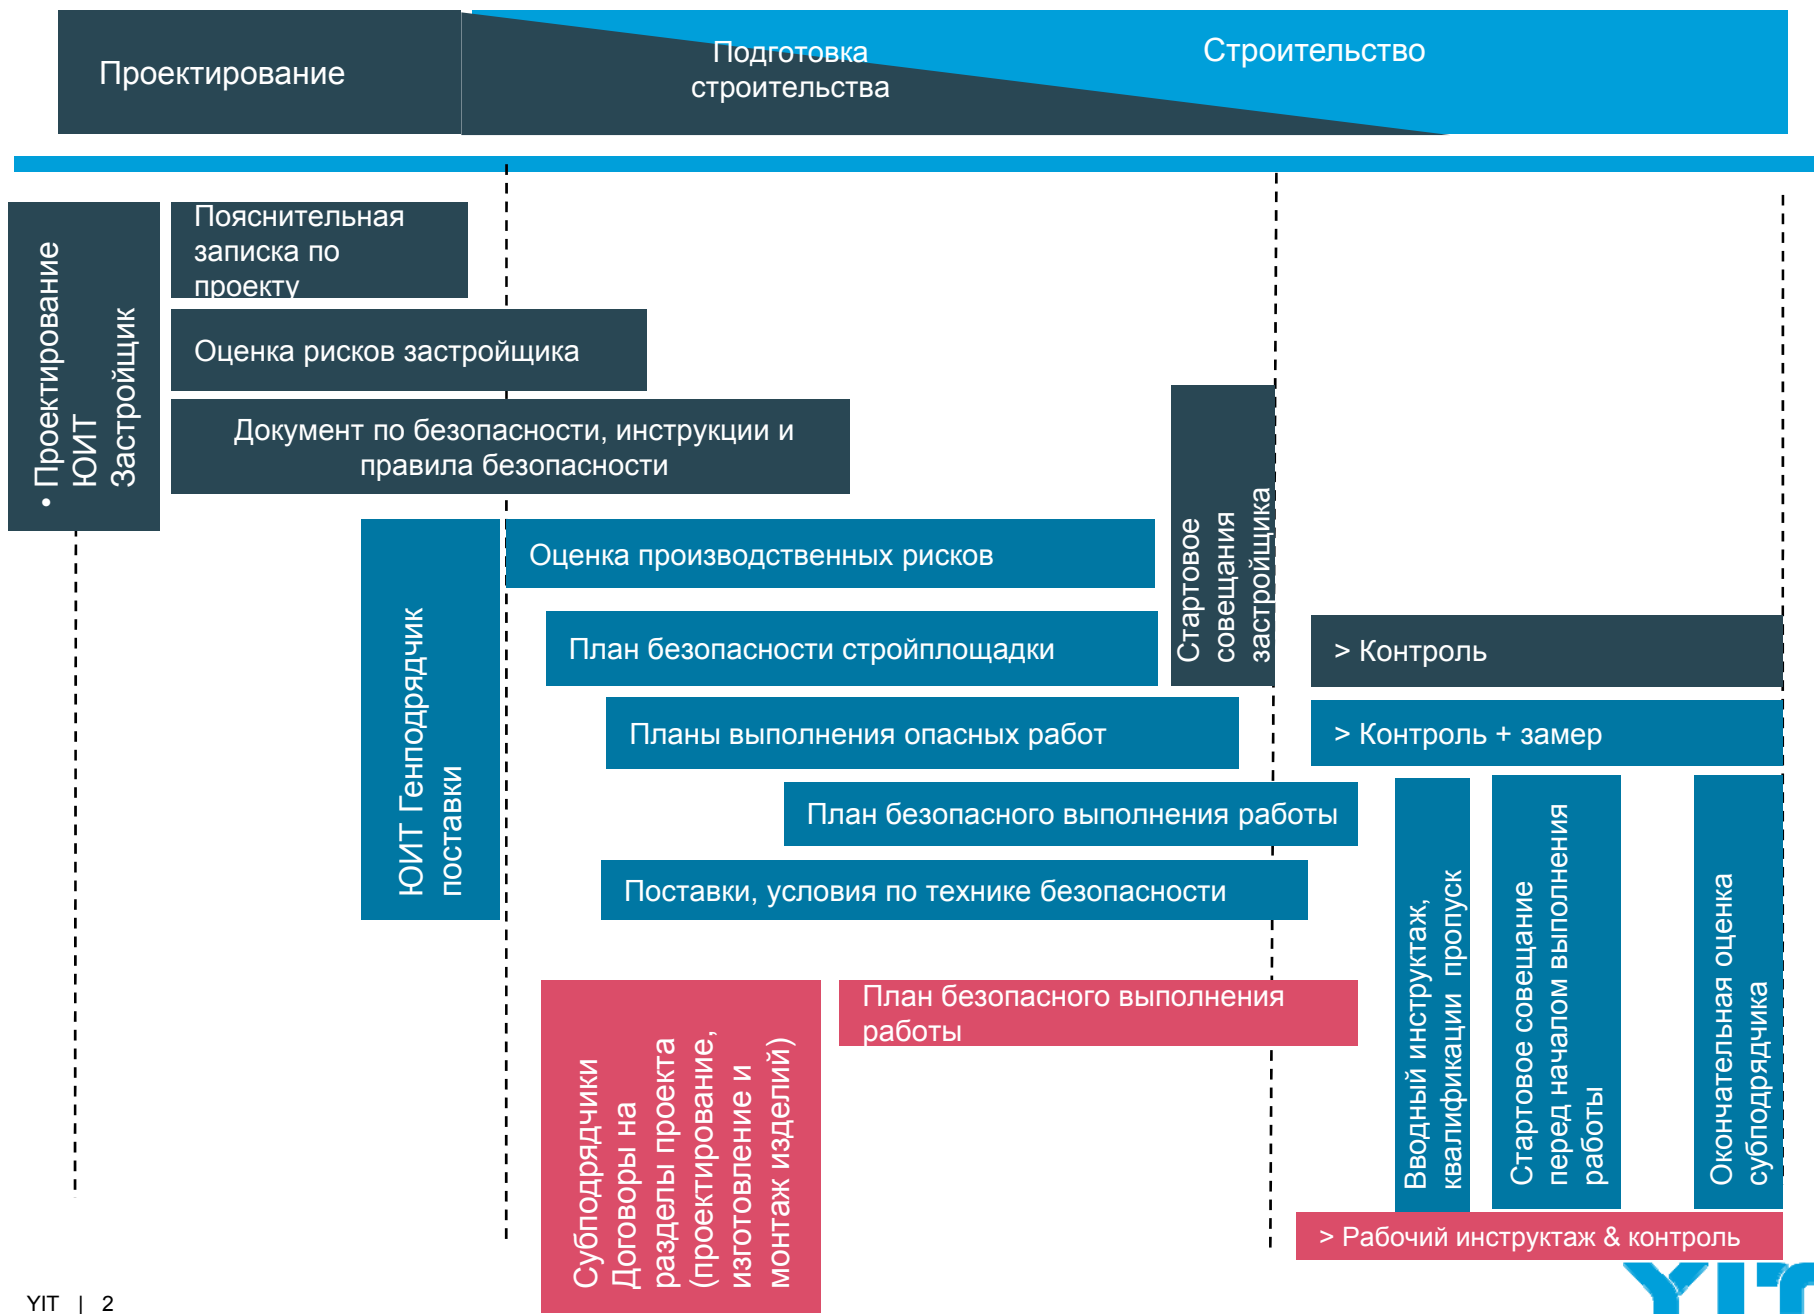 Проектирование
Подготовка
строительства
Строительство
• Проектирование
ЮИТ
Застройщик
Пояснительная
записка по
проекту
Оценка рисков застройщика
Документ по безопасности, инструкции и
правила безопасности
ЮИТ Генподрядчик
поставки
Оценка производственных рисков
План безопасности стройплощадки
Планы выполнения опасных работ
План безопасного выполнения работы
Поставки, условия по технике безопасности
Стартовое
совещания
застройщика
> Контроль
> Контроль + замер
Вводный инструктаж,
квалификации пропуск
Стартовое совещание
перед началом выполнения
работы
Окончательная оценка
субподрядчика
Субподрядчики
Договоры на
разделы проекта
(проектирование,
изготовление и
монтаж изделий)
План безопасного выполнения
работы
> Рабочий инструктаж & контроль
YIT | 2
YIT